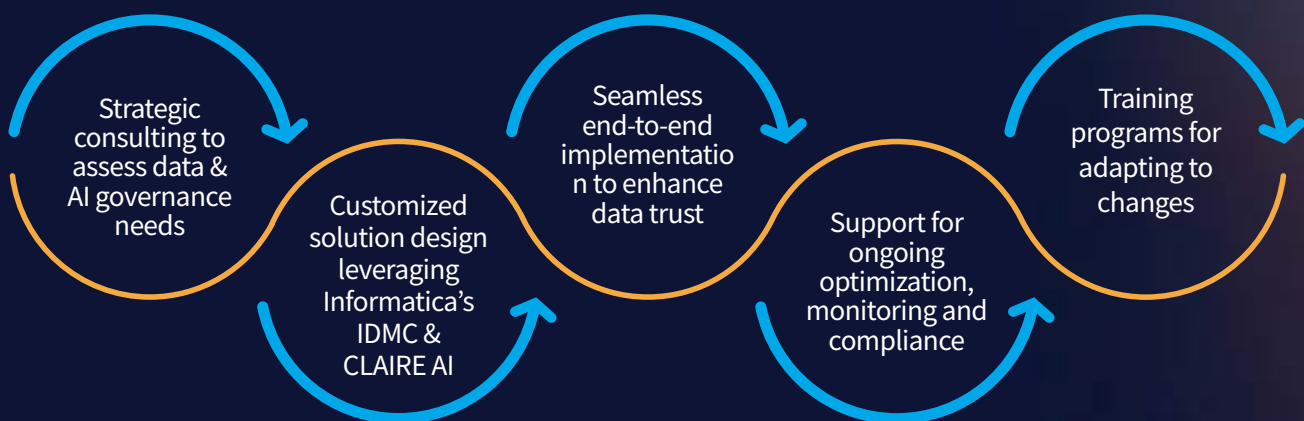 Strategic
consulting to
assess data &
AI governance
needs
Customized
solution design
leveraging
Informatica’s
IDMC &
CLAIRE AI
Seamless
end-to-end
implementatio
n to enhance
data trust
Support for
ongoing
optimization,
monitoring and
compliance
Training
programs for
adapting to
changes